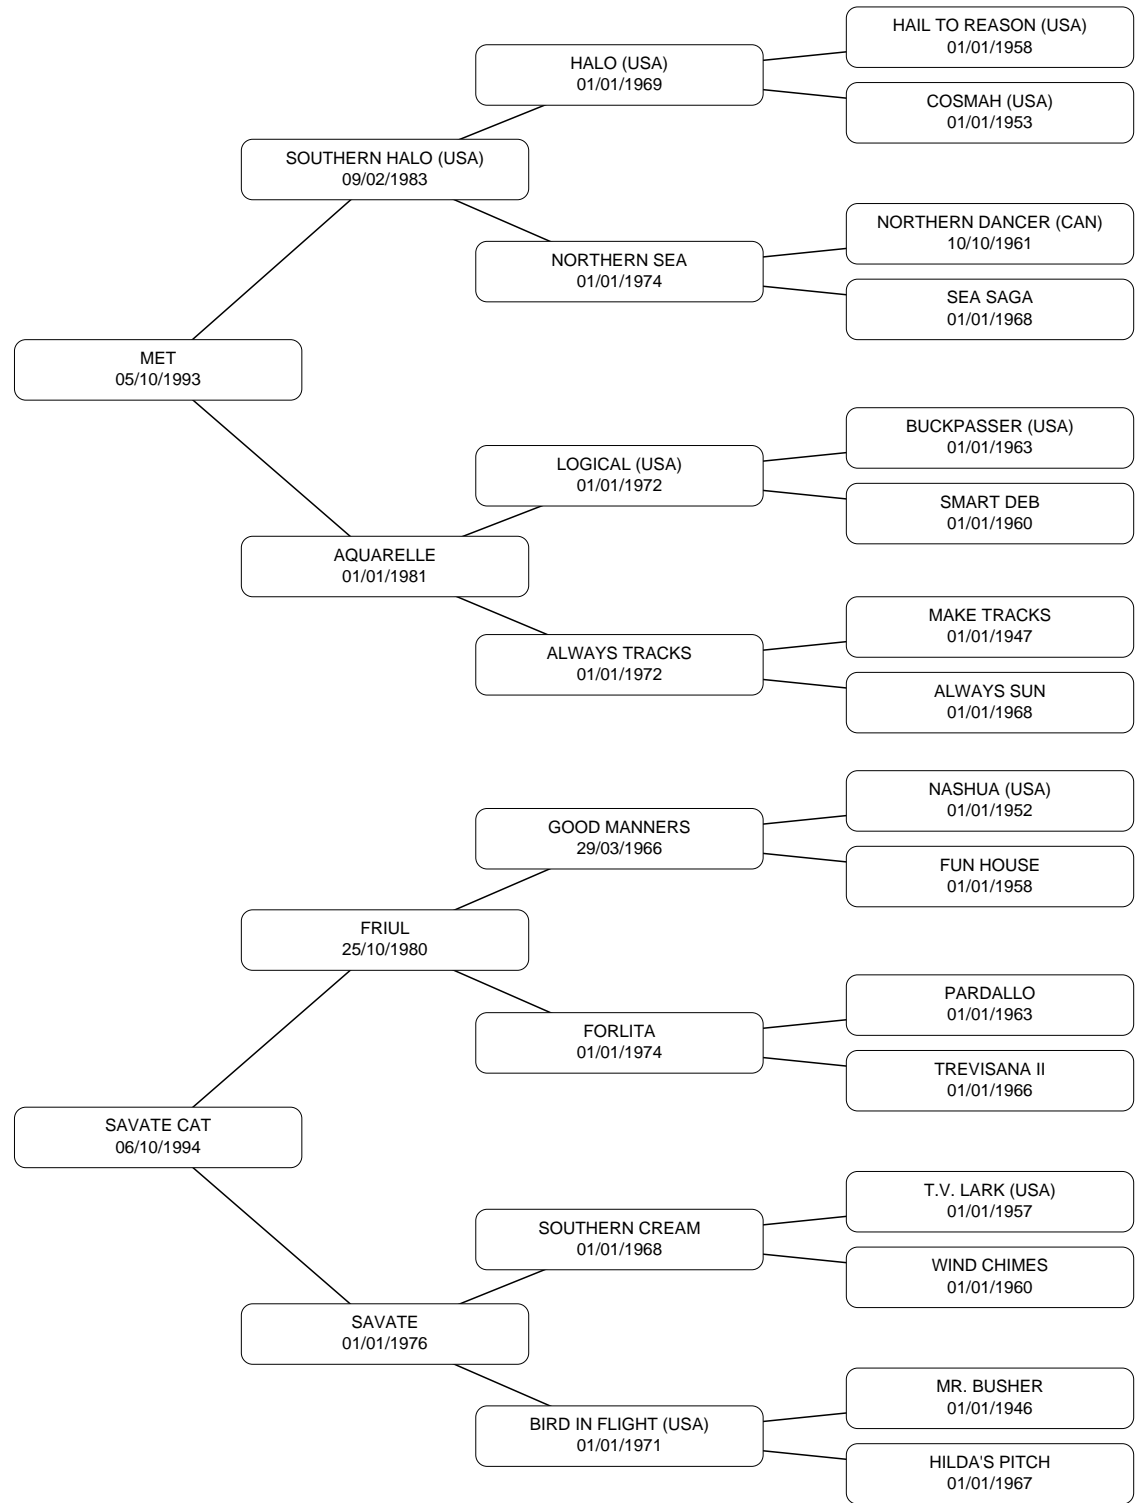 HAIL TO REASON (USA)
01/01/1958
HALO (USA)
01/01/1969
COSMAH (USA)
01/01/1953
SOUTHERN HALO (USA)
09/02/1983
NORTHERN DANCER (CAN)
10/10/1961
NORTHERN SEA
01/01/1974
SEA SAGA
01/01/1968
MET
05/10/1993
BUCKPASSER (USA)
01/01/1963
LOGICAL (USA)
01/01/1972
SMART DEB
01/01/1960
AQUARELLE
01/01/1981
MAKE TRACKS
01/01/1947
ALWAYS TRACKS
01/01/1972
ALWAYS SUN
01/01/1968
NASHUA (USA)
01/01/1952
GOOD MANNERS
29/03/1966
FUN HOUSE
01/01/1958
FRIUL
25/10/1980
PARDALLO
01/01/1963
FORLITA
01/01/1974
TREVISANA II
01/01/1966
SAVATE CAT
06/10/1994
T.V. LARK (USA)
01/01/1957
SOUTHERN CREAM
01/01/1968
WIND CHIMES
01/01/1960
SAVATE
01/01/1976
MR. BUSHER
01/01/1946
BIRD IN FLIGHT (USA)
01/01/1971
HILDA'S PITCH
01/01/1967